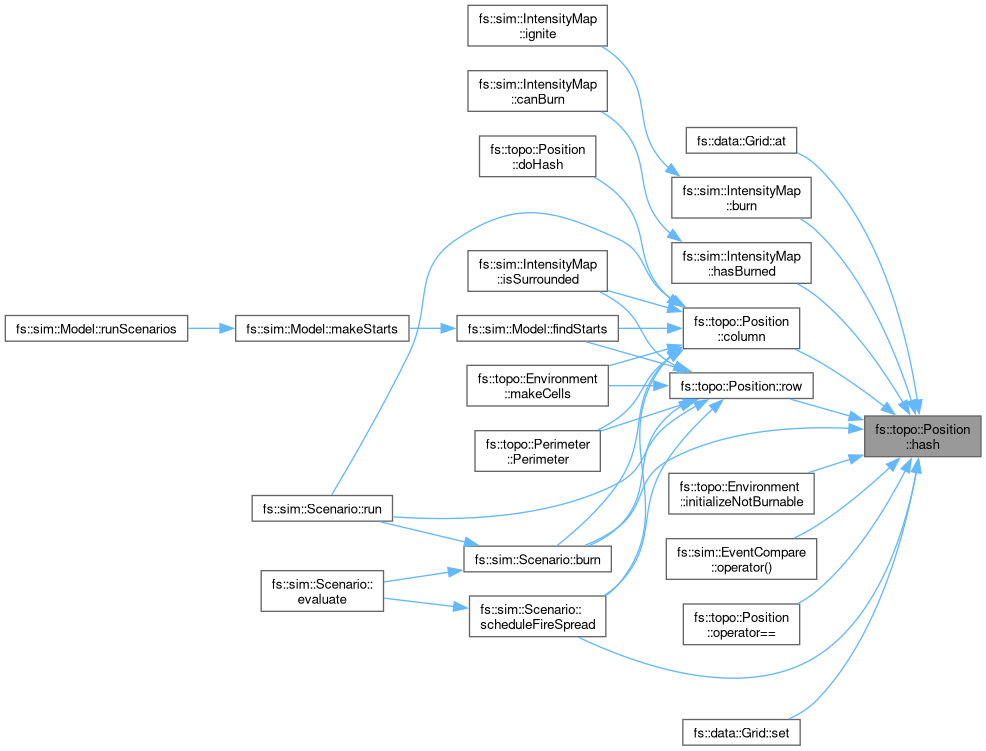 fs::sim::IntensityMap
::ignite
fs::sim::IntensityMap
::canBurn
fs::data::Grid::at
fs::topo::Position
::doHash
fs::sim::IntensityMap
::burn
fs::sim::IntensityMap
::hasBurned
fs::sim::IntensityMap
::isSurrounded
fs::sim::Model::runScenarios
fs::sim::Model::makeStarts
fs::sim::Model::findStarts
fs::topo::Position
::column
fs::topo::Environment
::makeCells
fs::topo::Position::row
fs::topo::Perimeter
::Perimeter
fs::topo::Position
::hash
fs::topo::Environment
::initializeNotBurnable
fs::sim::Scenario::run
fs::sim::Scenario::burn
fs::sim::EventCompare
::operator()
fs::sim::Scenario::
evaluate
fs::sim::Scenario::
scheduleFireSpread
fs::topo::Position
::operator==
fs::data::Grid::set